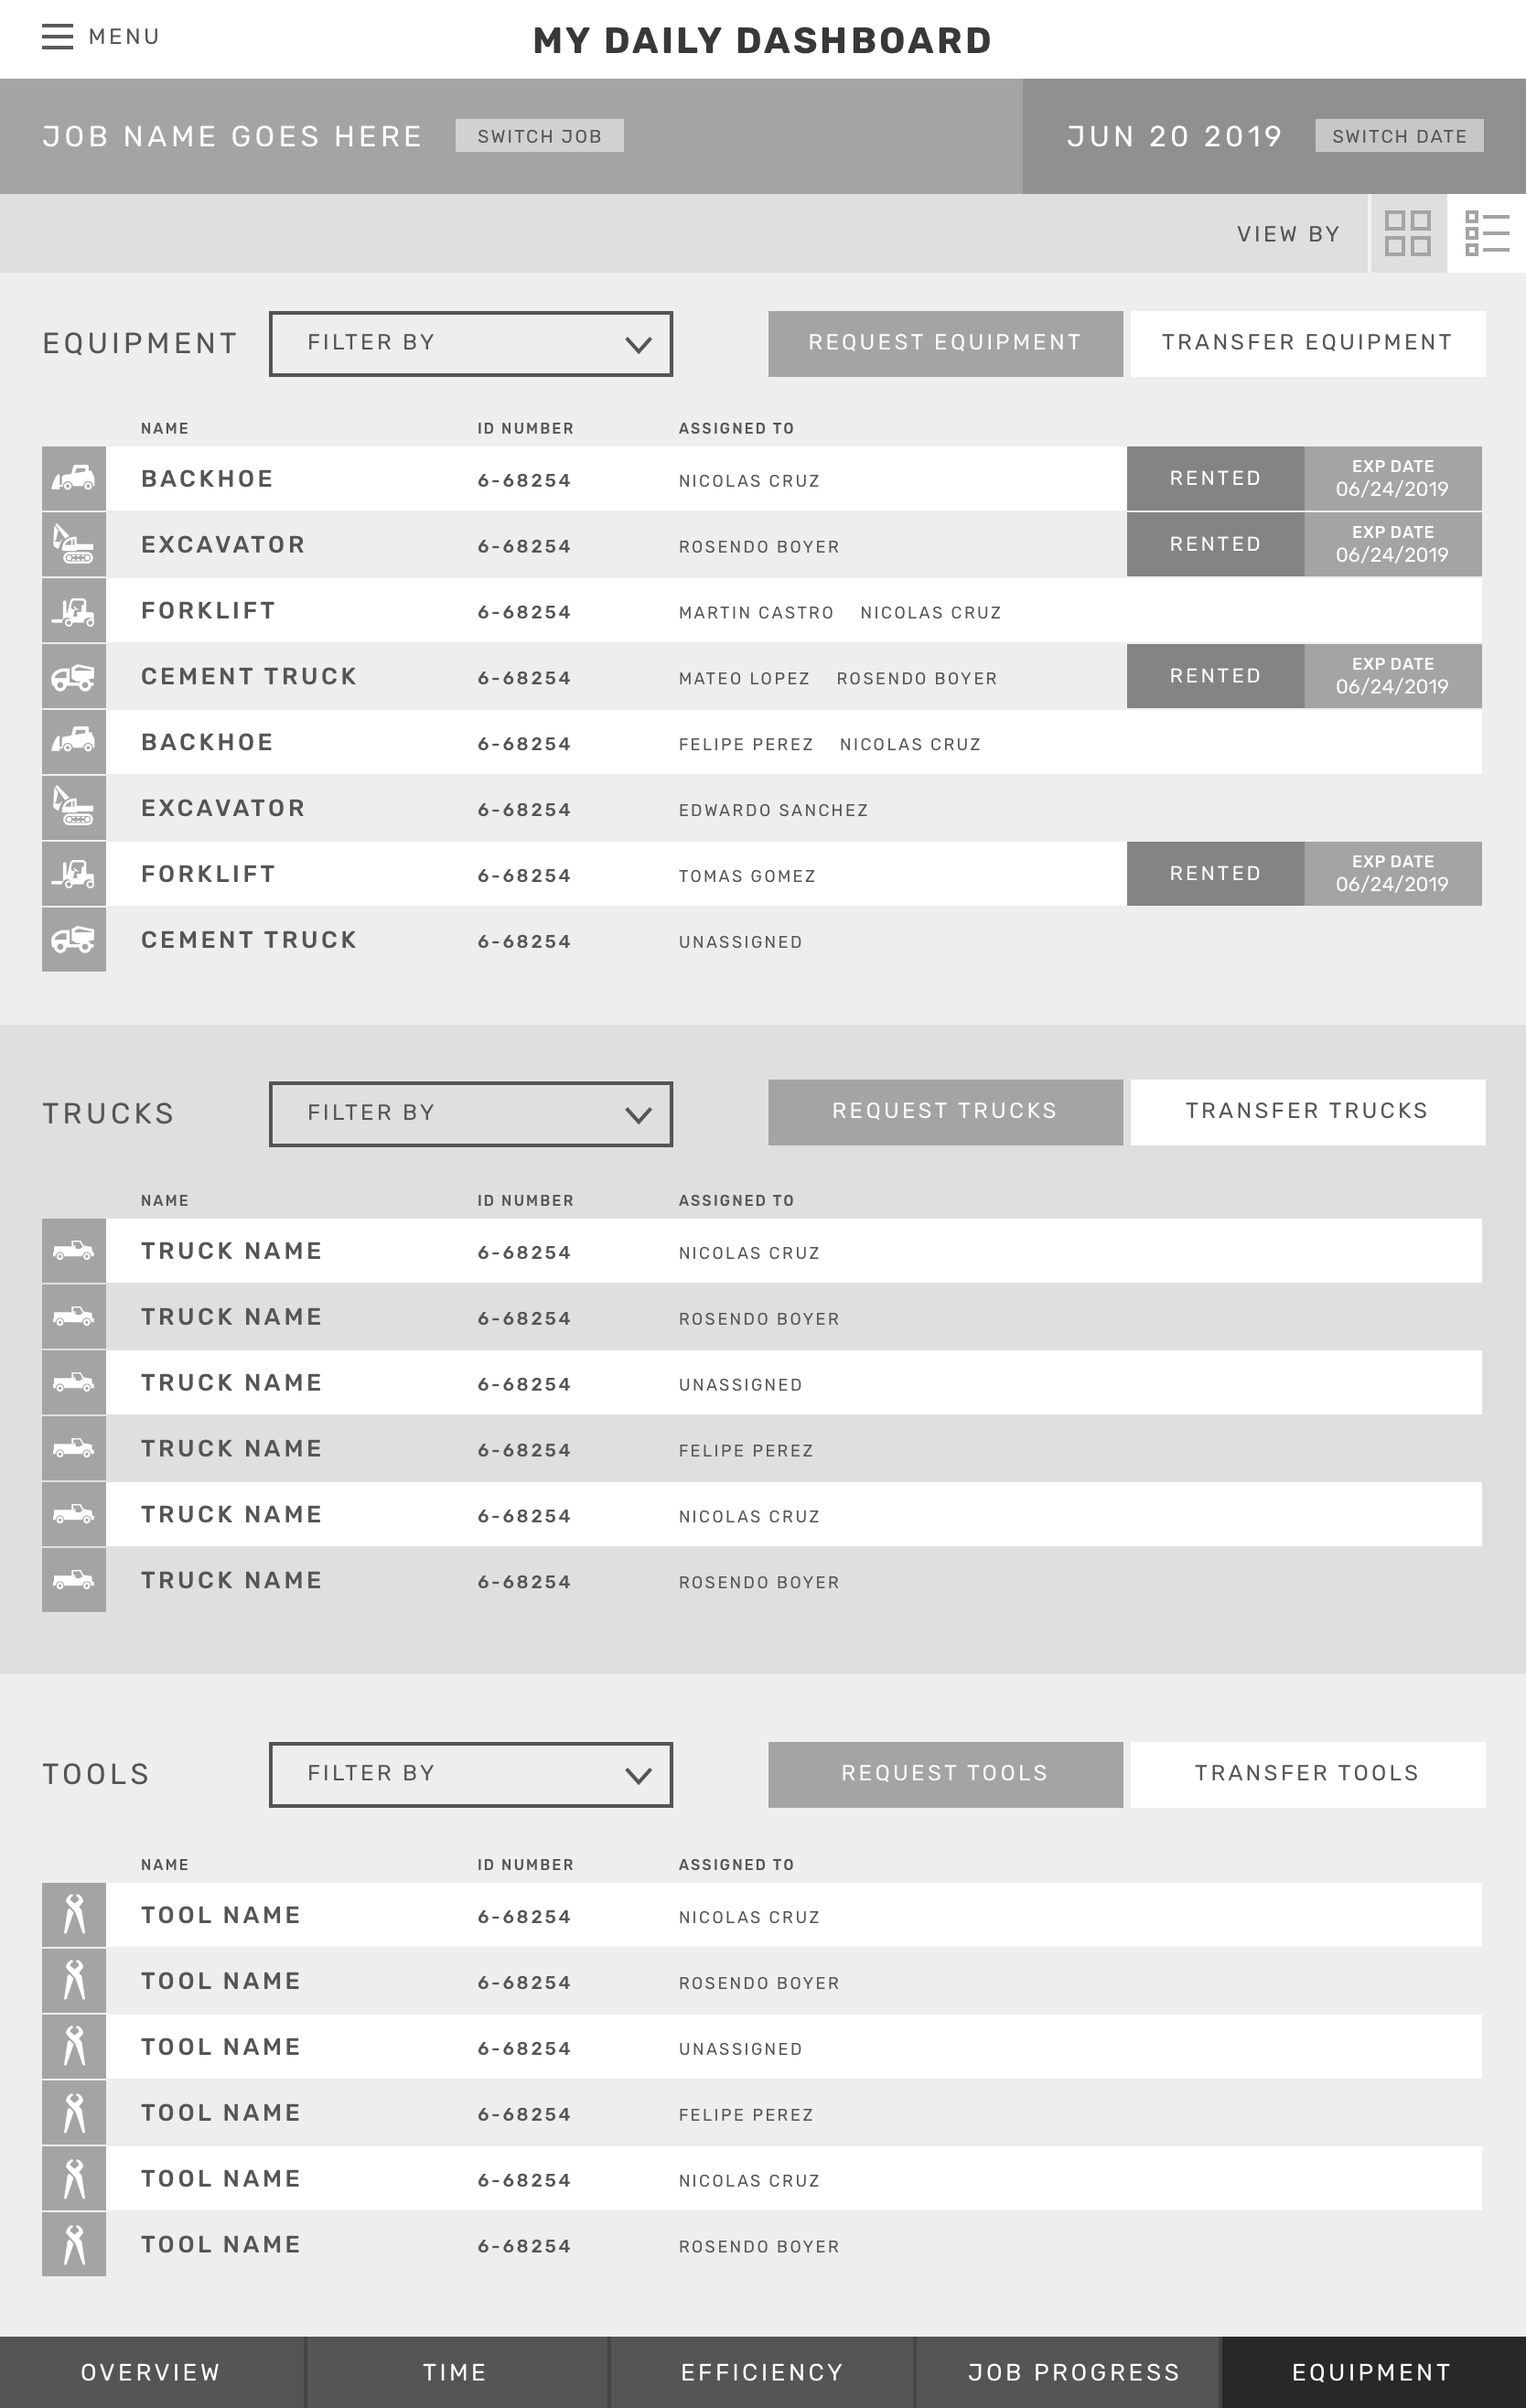 MENU
MY DAILY DASHBOARD
JOB NAME GOES HERE SWITCH JOB JUN 20 2019 SWITCH DATE
VIEW BY
EQUIPMENT FILTER BY REQUEST EQUIPMENT TRANSFER EQUIPMENT
NAME ID NUMBER ASSIGNED TO
BACKHOE 6-68254 NICOLAS CRUZ RENTED EXP DATE 06/24/2019
EXCAVATOR 6-68254 ROSENDO BOYER RENTED EXP DATE 06/24/2019
FORKLIFT 6-68254 MARTIN CASTRO NICOLAS CRUZ
CEMENT TRUCK 6-68254 MATEO LOPEZ ROSENDO BOYER RENTED EXP DATE 06/24/2019
BACKHOE 6-68254 FELIPE PEREZ NICOLAS CRUZ
EXCAVATOR 6-68254 EDWARDO SANCHEZ
FORKLIFT 6-68254 TOMAS GOMEZ RENTED EXP DATE 06/24/2019
CEMENT TRUCK 6-68254 UNASSIGNED
TRUCKS FILTER BY REQUEST TRUCKS TRANSFER TRUCKS
NAME ID NUMBER ASSIGNED TO
TRUCK NAME 6-68254 NICOLAS CRUZ
TRUCK NAME 6-68254 ROSENDO BOYER
TRUCK NAME 6-68254 UNASSIGNED
TRUCK NAME 6-68254 FELIPE PEREZ
TRUCK NAME 6-68254 NICOLAS CRUZ
TRUCK NAME 6-68254 ROSENDO BOYER
TOOLS FILTER BY REQUEST TOOLS TRANSFER TOOLS
NAME ID NUMBER ASSIGNED TO
TOOL NAME 6-68254 NICOLAS CRUZ
TOOL NAME 6-68254 ROSENDO BOYER
TOOL NAME 6-68254 UNASSIGNED
TOOL NAME 6-68254 FELIPE PEREZ
TOOL NAME 6-68254 NICOLAS CRUZ
TOOL NAME 6-68254 ROSENDO BOYER
OVERVIEW TIME EFFICIENCY JOB PROGRESS EQUIPMENT